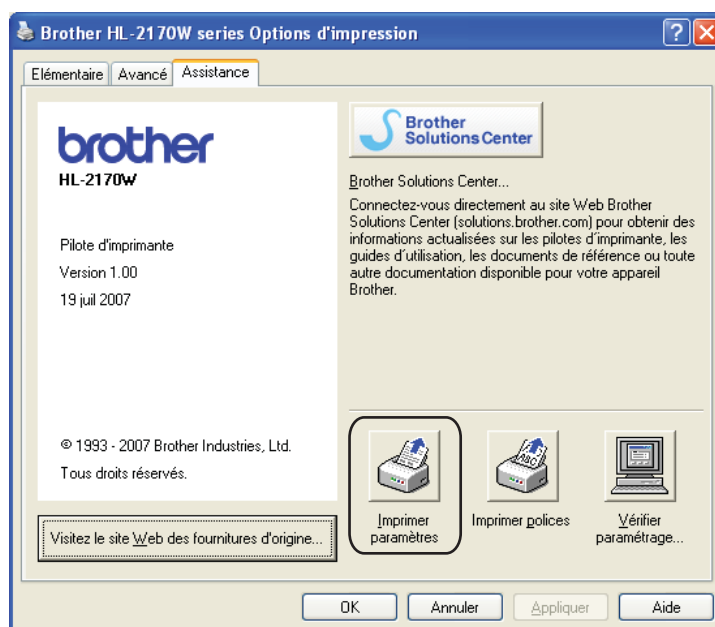 Brother HL-2170W series Options d'impression
Elémentaire
Avancé
Assistance
brother
HL-2170W
Pilote d'imprimante
Version 1.00
19 juil 2007
© 1993 - 2007 Brother Industries, Ltd.
Tous droits réservés.
Visitez le site Web des fournitures d'origine...
Brother
Solutions Center
Brother Solutions Center...
Connectez-vous directement au site Web Brother
Solutions Center (solutions.brother.com) pour obtenir des
informations actualisées sur les pilotes d´imprimante, les
guides d´utilisation, les documents de référence ou toute
autre documentation disponible pour votre appareil
Brother.
ABC
Imprimer
paramètres
Imprimer polices
Vérifier
paramétrage...
OK
Annuler
Appliquer
Aide